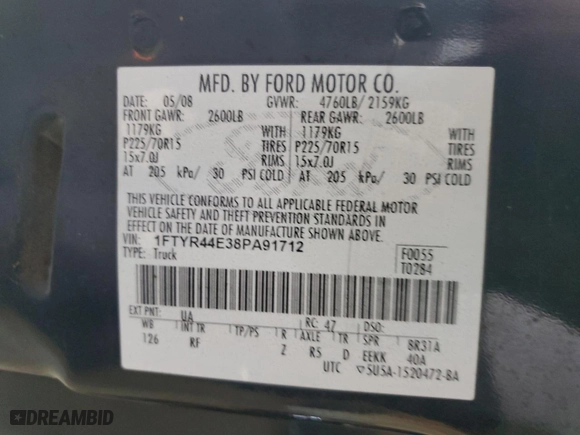 MFD. BY FORD MOTOR CO.
DATE: 05/08 GVWR: 4760LB/ 2159KG
FRONT GAWR: 2600LB REAR GAWR: 2600LB
1179KG WITH 1179KG WITH
P225/70R15 TIRES P225/70R15 TIRES
15x7.0J RIMS 15x7.0J RIMS
AT 205 kPa/ 30 PSI COLD AT 205 kPa/ 30 PSI COLD
THIS VEHICLE CONFORMS TO ALL APPLICABLE FEDERAL MOTOR
VEHICLE SAFETY AND THEFT PREVENTION STANDARDS IN
EFFECT ON THE DATE OF MANUFACTURE SHOWN ABOVE.
VIN: 1FTYR44E38PA91712 F0055
TYPE: Truck T0284
EXT PNT: UA RC: 47 DSO:
WB INT TR TP/PS R AXLE TR SPR 8R31A
126 RF 2 R5 D EEKK 40A
UTC ▽5U5A-1520472-BA
DREAMBID